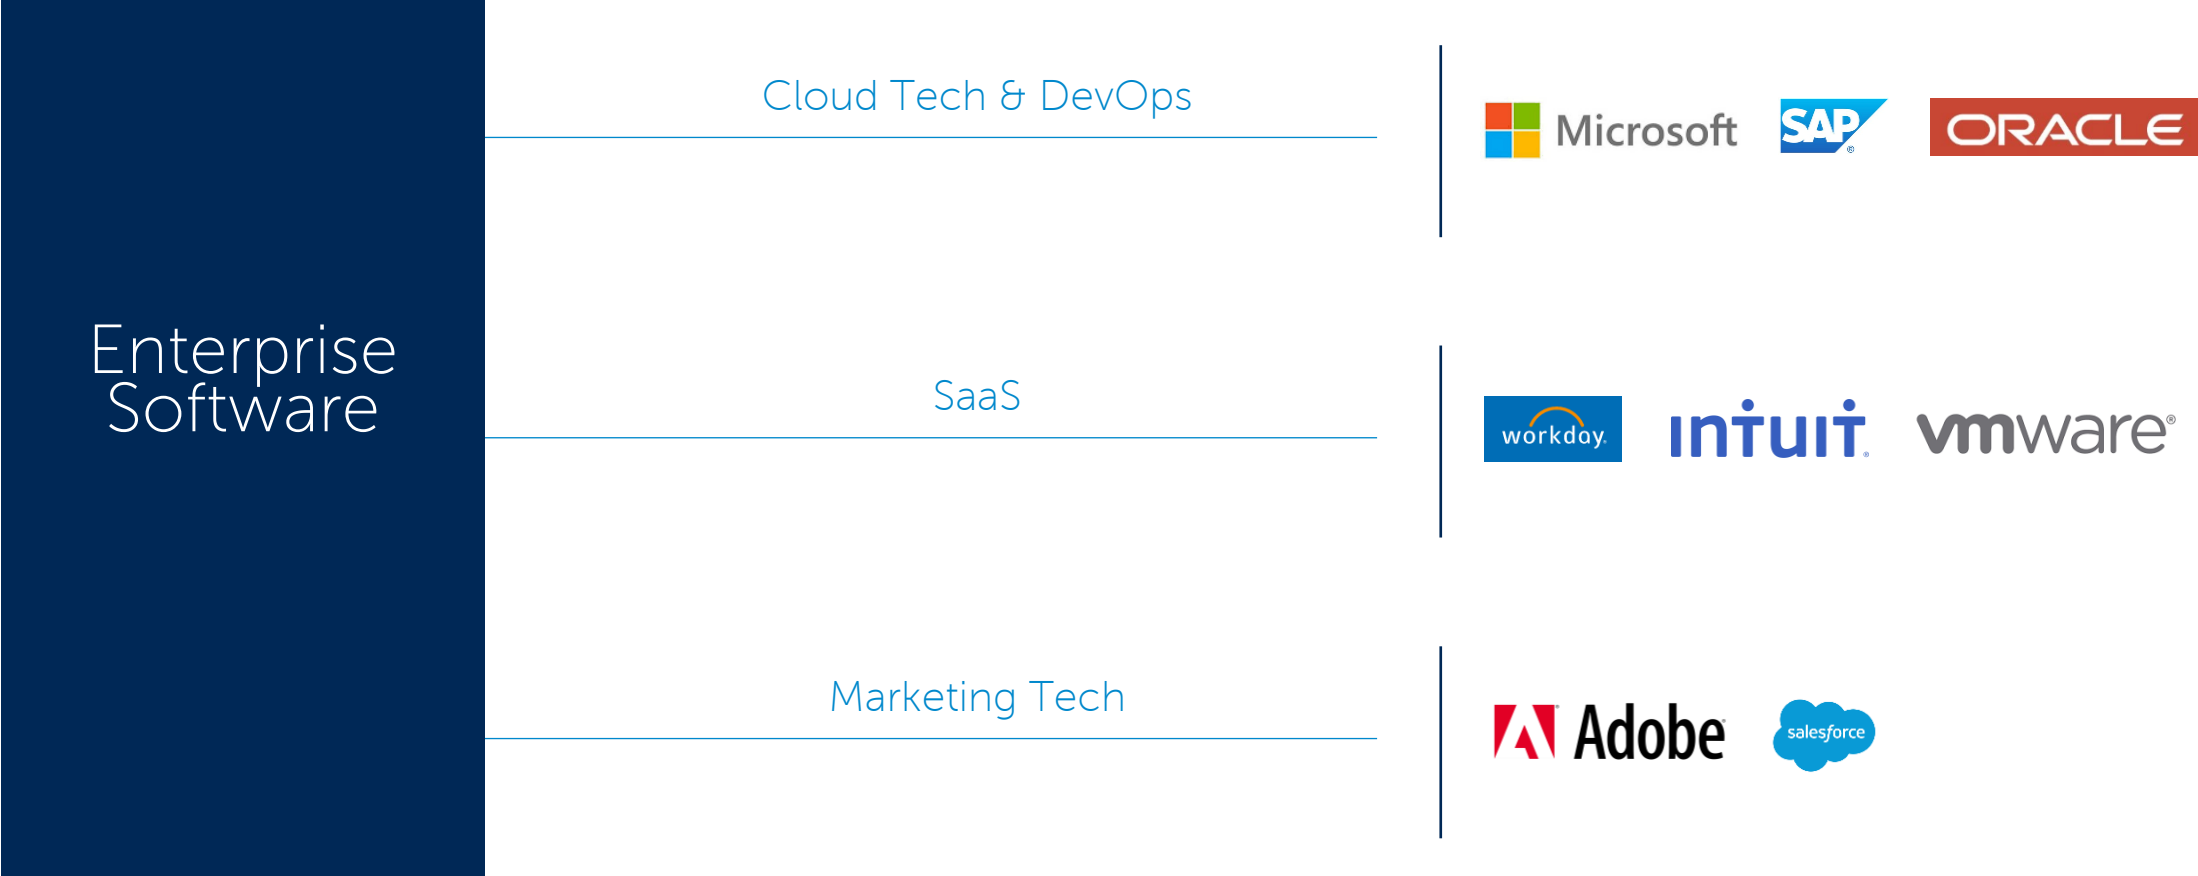 Enterprise
Software
Cloud Tech & DevOps
Microsoft
SAP®
ORACLE
SaaS
workday.
intuit®
vmware®
Marketing Tech
Adobe
salesforce